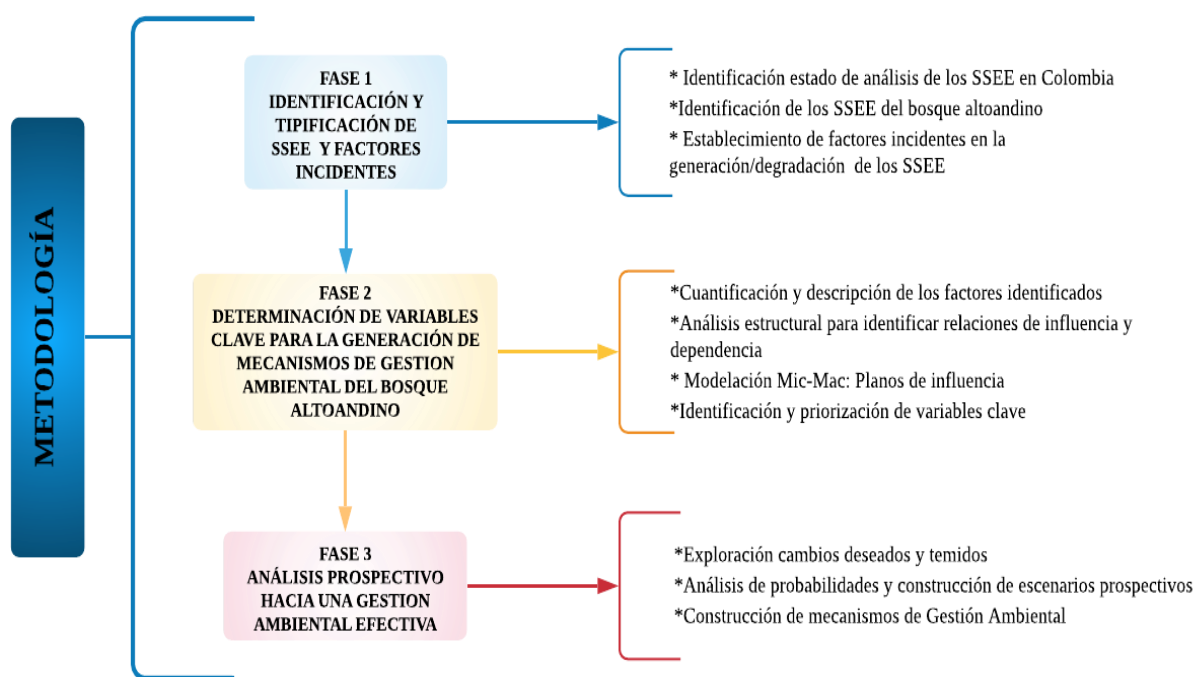 METODOLOGÍA
FASE 1
IDENTIFICACIÓN Y
TIPIFICACIÓN DE
SSEE Y FACTORES
INCIDENTES
* Identificación estado de análisis de los SSEE en Colombia
*Identificación de los SSEE del bosque altoandino
* Establecimiento de factores incidentes en la
generación/degradación de los SSEE
FASE 2
DETERMINACIÓN DE VARIABLES
CLAVE PARA LA GENERACIÓN DE
MECANISMOS DE GESTION
AMBIENTAL DEL BOSQUE
ALTOANDINO
*Cuantificación y descripción de los factores identificados
*Análisis estructural para identificar relaciones de influencia y
dependencia
* Modelación Mic-Mac: Planos de influencia
*Identificación y priorización de variables clave
FASE 3
ANÁLISIS PROSPECTIVO
HACIA UNA GESTION
AMBIENTAL EFECTIVA
*Exploración cambios deseados y temidos
*Análisis de probabilidades y construcción de escenarios prospectivos
*Construcción de mecanismos de Gestión Ambiental